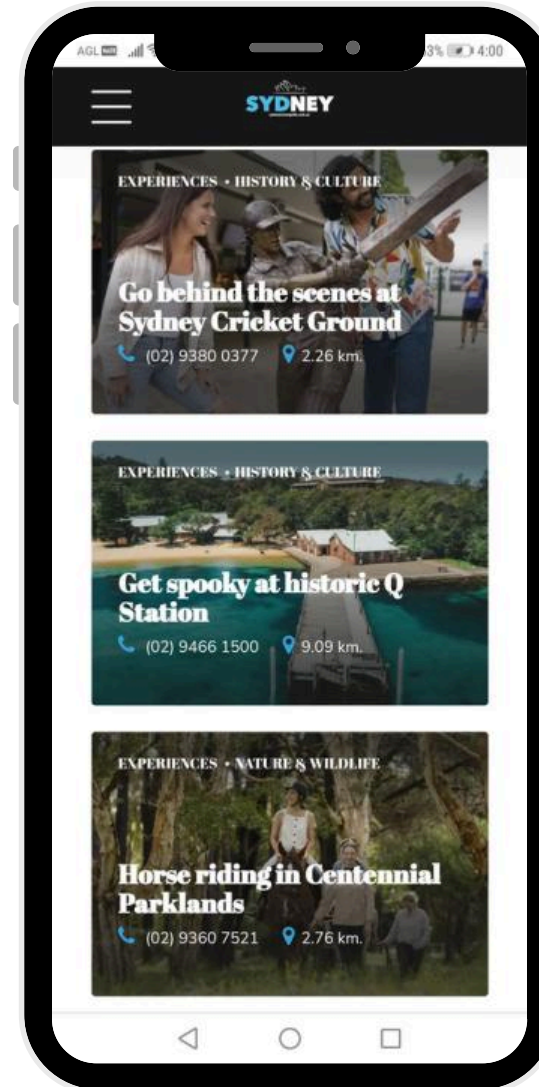 AGL
3%
4:00
SYDNEY
EXPERIENCES • HISTORY & CULTURE
Go behind the scenes at
Sydney Cricket Ground
(02) 9380 0377 2.26 km.
EXPERIENCES • HISTORY & CULTURE
Get spooky at historic Q
Station
(02) 9466 1500 9.09 km.
EXPERIENCES • NATURE & WILDLIFE
Horse riding in Centennial
Parklands
(02) 9360 7521 2.76 km.